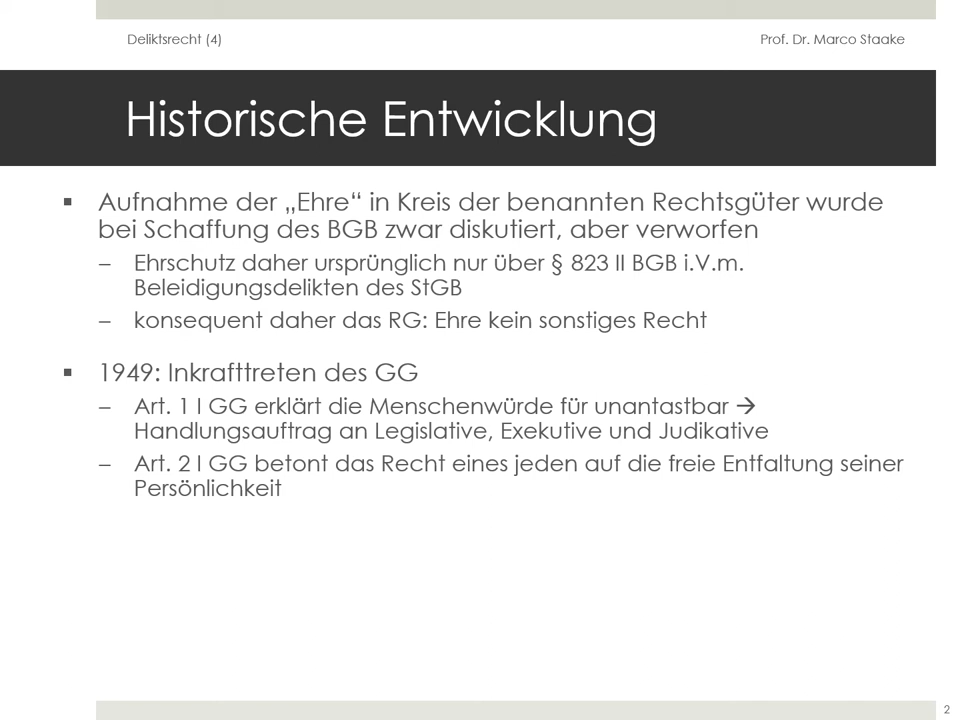 Deliktsrecht (4)
Prof. Dr. Marco Staake
Historische Entwicklung
▪ Aufnahme der „Ehre“ in Kreis der benannten Rechtsgüter wurde
bei Schaffung des BGB zwar diskutiert, aber verworfen
– Ehrschutz daher ursprünglich nur über § 823 II BGB i.V.m.
Beleidigungsdelikten des StGB
– konsequent daher das RG: Ehre kein sonstiges Recht
▪ 1949: Inkrafttreten des GG
– Art. 1 I GG erklärt die Menschenwürde für unantastbar →
Handlungsauftrag an Legislative, Exekutive und Judikative
– Art. 2 I GG betont das Recht eines jeden auf die freie Entfaltung seiner
Persönlichkeit
2